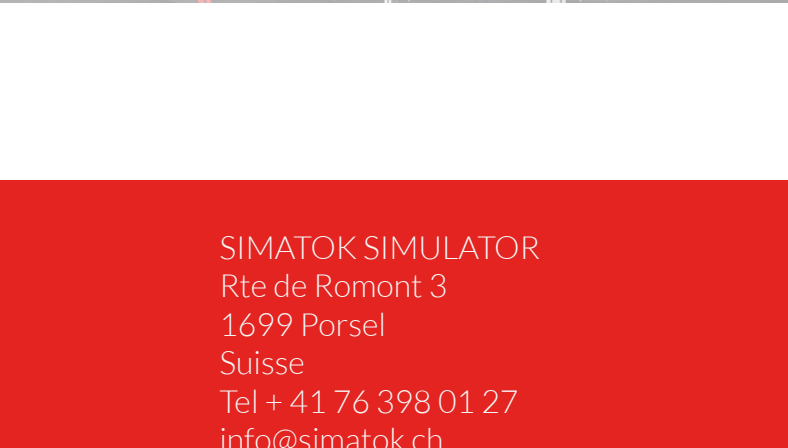 SIMATOK SIMULATOR
Rte de Romont 3
1699 Porsel
Suisse
Tel + 41 76 398 01 27
info@simatok.ch